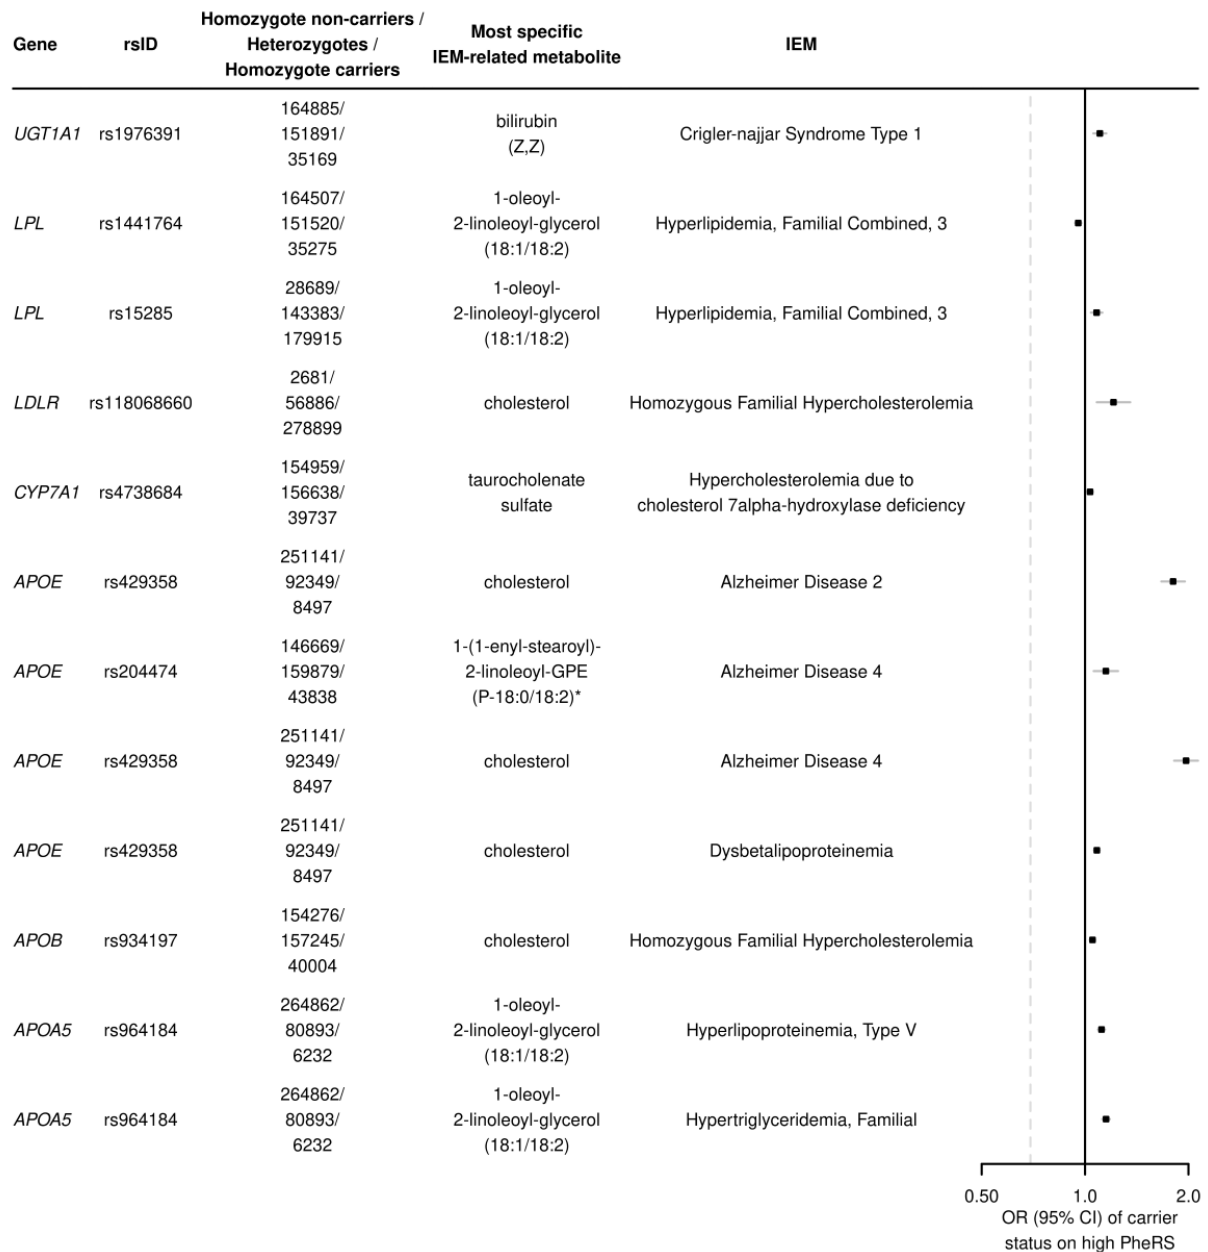 Gene
rsID
Homozygote non-carriers /
Heterozygotes /
Homozygote carriers
Most specific
IEM-related metabolite
IEM
UGT1A1
rs1976391
164885/
151891/
35169
bilirubin
(Z,Z)
Crigler-najjar Syndrome Type 1
LPL
rs1441764
164507/
151520/
35275
1-oleoyl-
2-linoleoyl-glycerol
(18:1/18:2)
Hyperlipidemia, Familial Combined, 3
LPL
rs15285
28689/
143383/
179915
1-oleoyl-
2-linoleoyl-glycerol
(18:1/18:2)
Hyperlipidemia, Familial Combined, 3
LDLR
rs118068660
2681/
56886/
278899
cholesterol
Homozygous Familial Hypercholesterolemia
CYP7A1
rs4738684
154959/
156638/
39737
taurocholenate
sulfate
Hypercholesterolemia due to
cholesterol 7alpha-hydroxylase deficiency
APOE
rs429358
251141/
92349/
8497
cholesterol
Alzheimer Disease 2
APOE
rs204474
146669/
159879/
43838
1-(1-enyl-stearoyl)-
2-linoleoyl-GPE
(P-18:0/18:2)*
Alzheimer Disease 4
APOE
rs429358
251141/
92349/
8497
cholesterol
Alzheimer Disease 4
APOE
rs429358
251141/
92349/
8497
cholesterol
Dysbetalipoproteinemia
APOB
rs934197
154276/
157245/
40004
cholesterol
Homozygous Familial Hypercholesterolemia
APOA5
rs964184
264862/
80893/
6232
1-oleoyl-
2-linoleoyl-glycerol
(18:1/18:2)
Hyperlipoproteinemia, Type V
APOA5
rs964184
264862/
80893/
6232
1-oleoyl-
2-linoleoyl-glycerol
(18:1/18:2)
Hypertriglyceridemia, Familial
0.50 1.0 2.0
OR (95% CI) of carrier
status on high PheRS